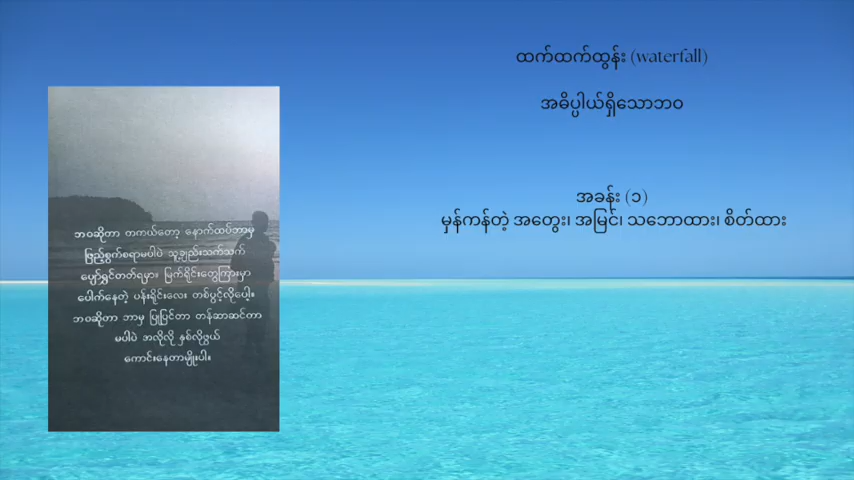 ထက်ထက်ထွန်း (waterfall)
အဓိပ္ပါယ်ရှိသောဘဝ
အခန်း (၁)
မှန်ကန်တဲ့ အတွေး၊ အမြင်၊ သဘောထား၊ စိတ်ထား
ဘဝဆိုတာ တကယ်တော့ နောက်ထပ်ဘာမှ
ဖြည့်စွက်စရာမပါပဲ သူ့ချည်းသက်သက်
ပျော်ရွှင်တတ်ရမှာ။ မြက်ရိုင်းတွေကြားမှာ
ပေါက်နေတဲ့ ပန်းရိုင်းလေး တစ်ပွင့်လိုပေါ့။
ဘဝဆိုတာ ဘာမှ ပြုပြင်တာ တန်ဆာဆင်တာ
မပါပဲ အလိုလို နှစ်လိုဖွယ်
ကောင်းနေတာမျိုးပါ။